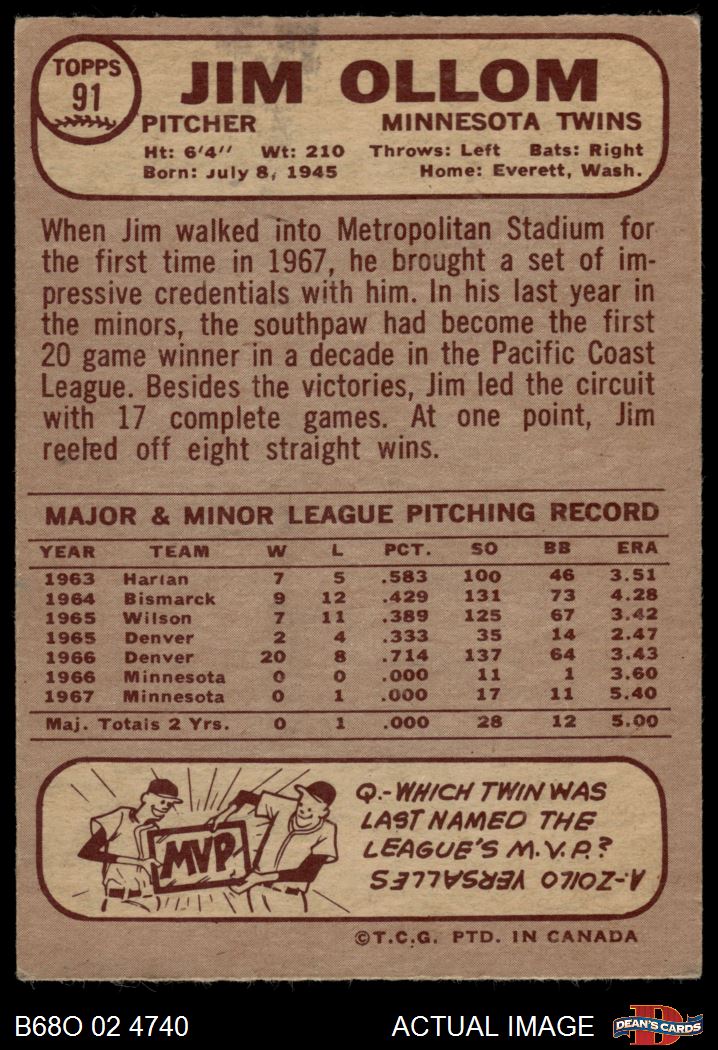 TOPPS
91
JIM OLLOM
PITCHER MINNESOTA TWINS
Ht: 6'4" Wt: 210 Throws: Left Bats: Right
Born: July 8, 1945 Home: Everett, Wash.
When Jim walked into Metropolitan Stadium for
the first time in 1967, he brought a set of im-
pressive credentials with him. In his last year in
the minors, the southpaw had become the first
20 game winner in a decade in the Pacific Coast
League. Besides the victories, Jim led the circuit
with 17 complete games. At one point, Jim
reeled off eight straight wins.
MAJOR & MINOR LEAGUE PITCHING RECORD
YEAR TEAM W L PCT. SO BB ERA
1963 Harlan 7 5 .583 100 46 3.51
1964 Bismarck 9 12 .429 131 73 4.28
1965 Wilson 7 11 .389 125 67 3.42
1965 Denver 2 4 .333 35 14 2.47
1966 Denver 20 8 .714 137 64 3.43
1966 Minnesota 0 0 .000 11 1 3.60
1967 Minnesota 0 1 .000 17 11 5.40
Maj. Totals 2 Yrs. 0 1 .000 28 12 5.00
MVP
Q.-WHICH TWIN WAS
LAST NAMED THE
LEAGUE'S M.V.P.?
A-ZOILO VERSALLES
©T.C.G. PTD. IN CANADA
B68O 02 4740 ACTUAL IMAGE DEAN'S CARDS